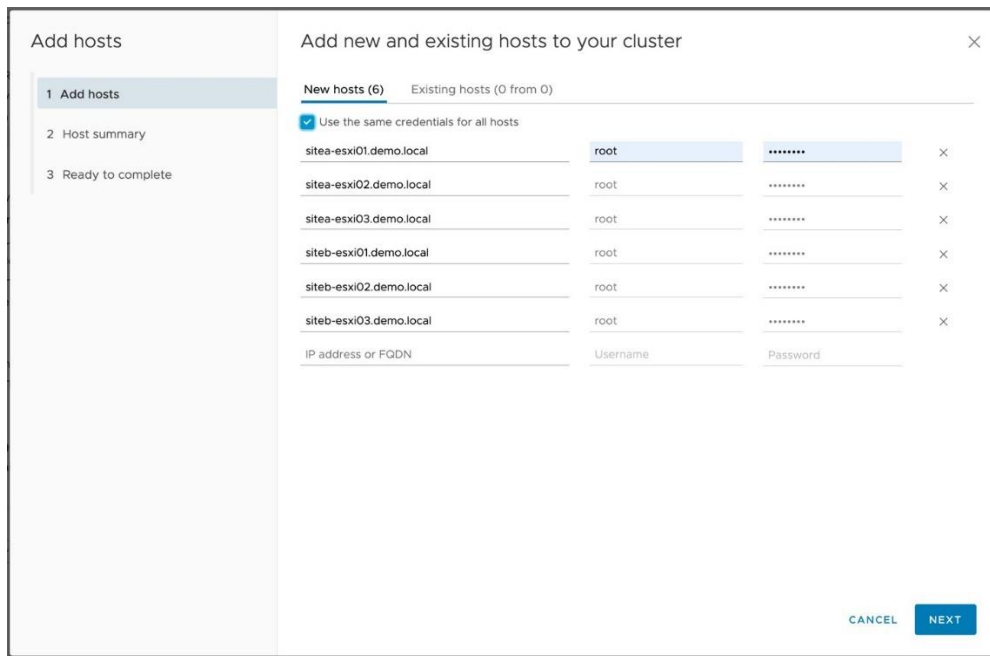 Add hosts
Add new and existing hosts to your cluster
1 Add hosts
2 Host summary
3 Ready to complete
New hosts (6) Existing hosts (0 from 0)
Use the same credentials for all hosts
sitea-esxi01.demo.local root ••••••••
sitea-esxi02.demo.local root ••••••••
sitea-esxi03.demo.local root ••••••••
siteb-esxi01.demo.local root ••••••••
siteb-esxi02.demo.local root ••••••••
siteb-esxi03.demo.local root ••••••••
IP address or FQDN Username Password
CANCEL NEXT